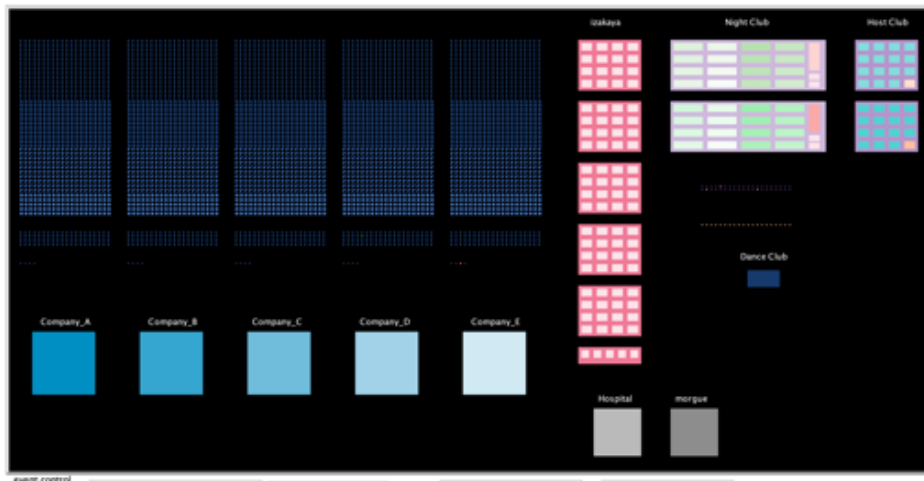 izakaya
Night Club
Host Club
Dance Club
Company_A
Company_B
Company_C
Company_D
Company_E
Hospital
morgue
event control